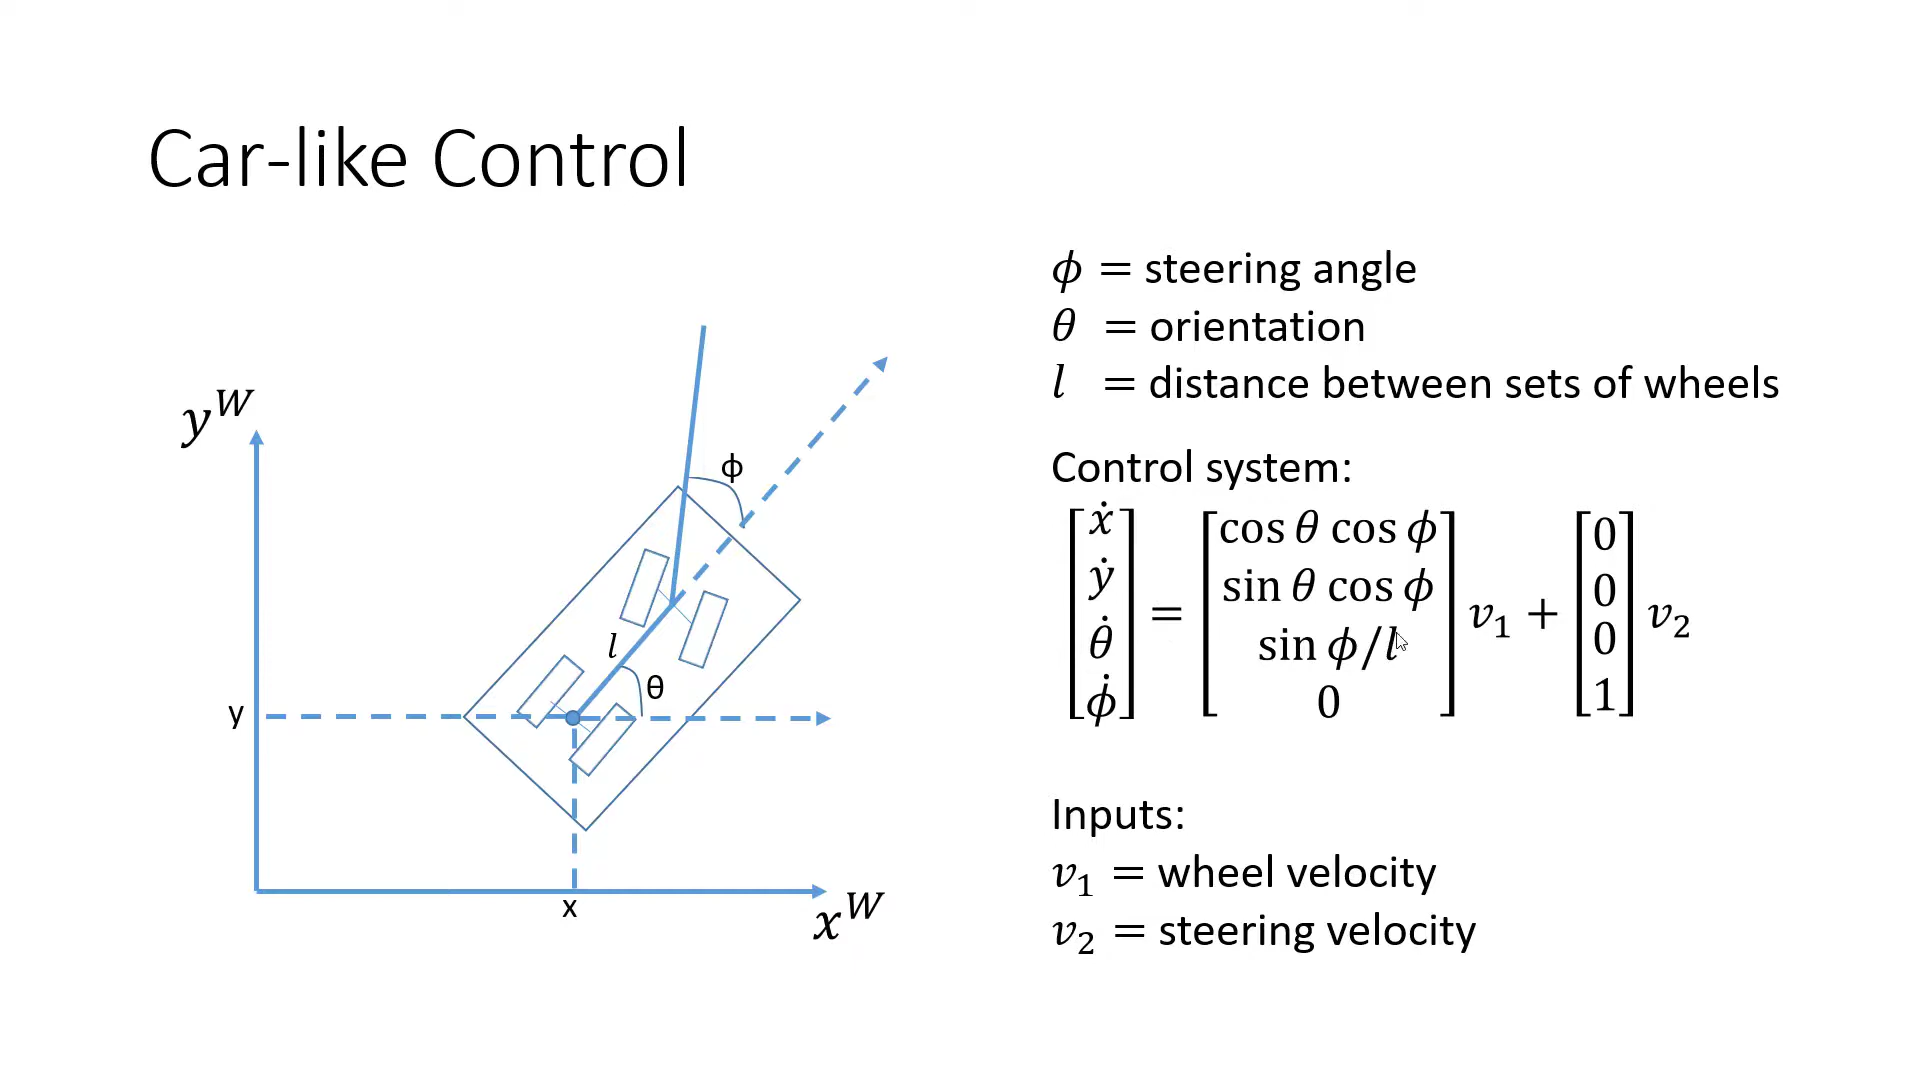 Car-like Control
ϕ = steering angle
θ = orientation
l = distance between sets of wheels
Control system:
[ẋ ẏ θ̇ ϕ̇] = [cos θ cos ϕ sin θ cos ϕ sin ϕ/l 0] v₁ + [0 0 0 1] v₂
Inputs:
v₁ = wheel velocity
v₂ = steering velocity
y^W
ϕ
l
θ
y
x
x^W